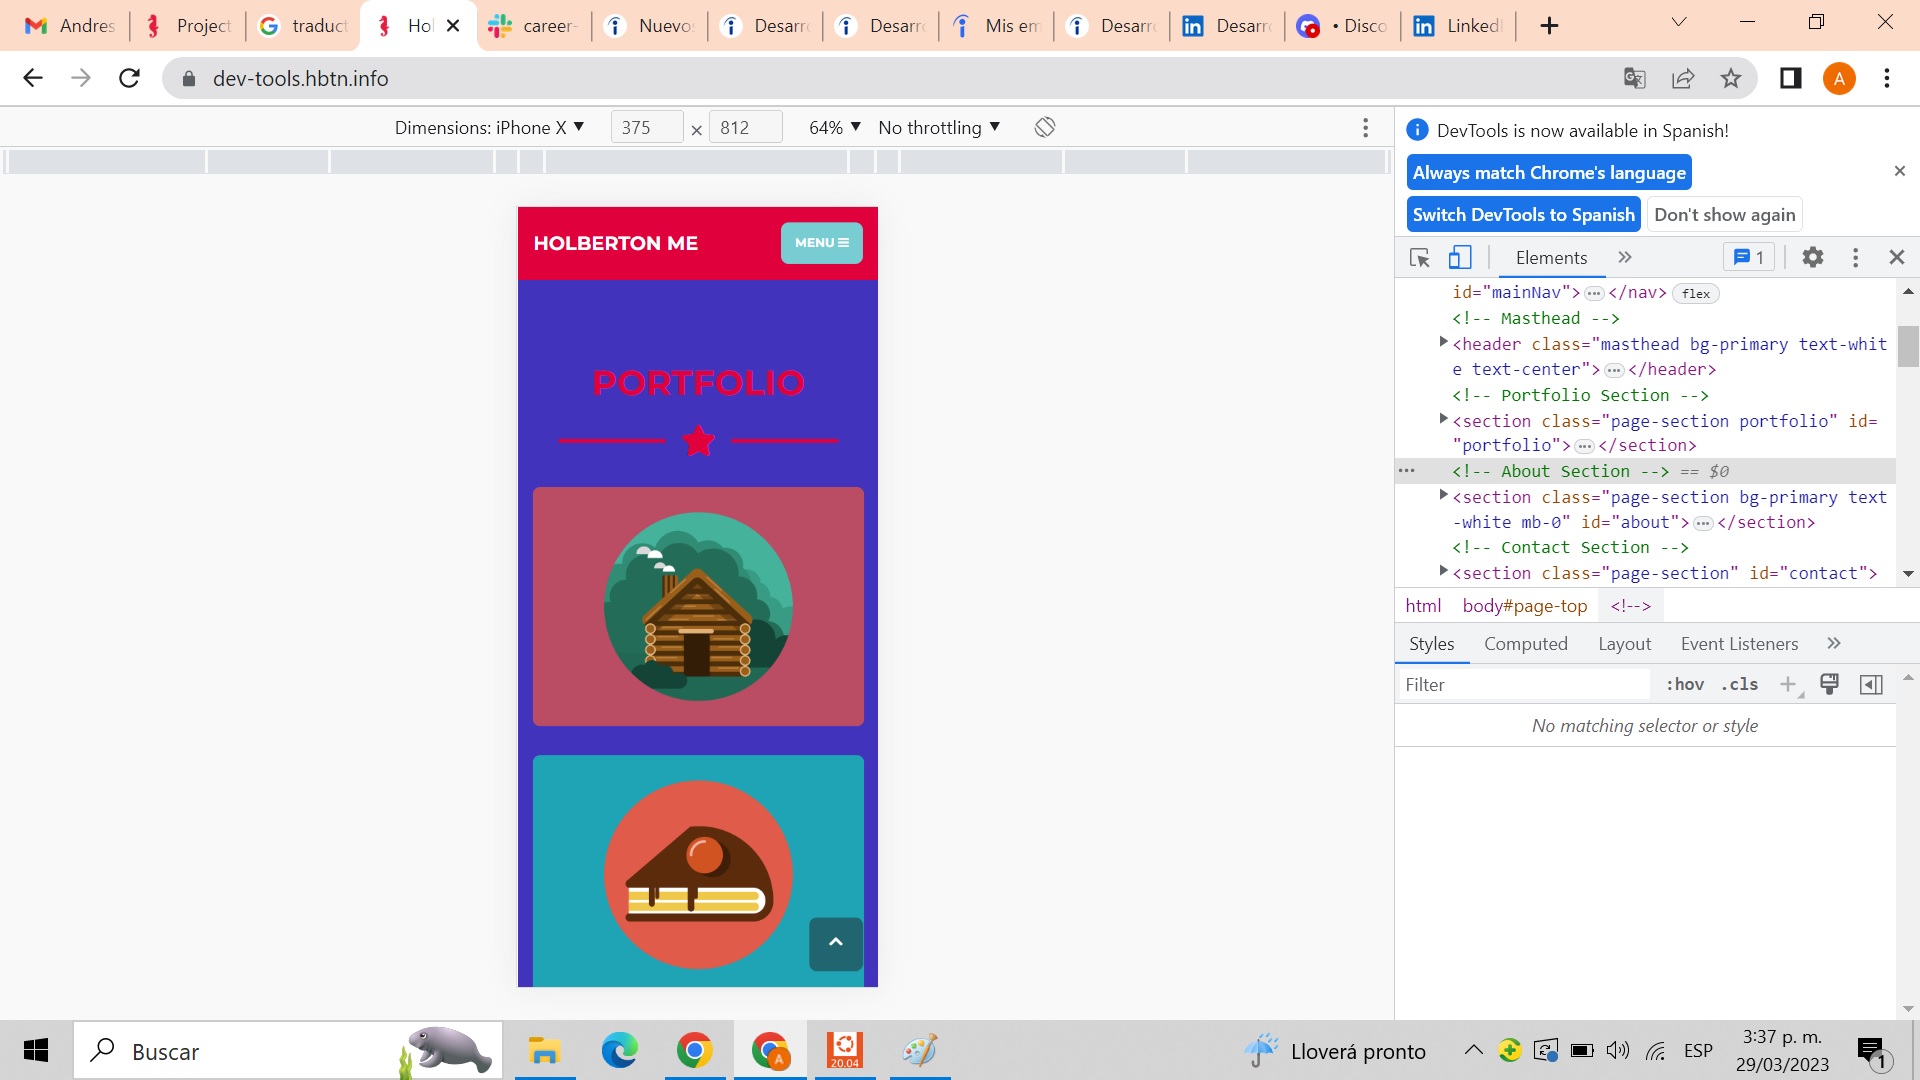 Andres
Project
traduct
Hol
career-
Nuevo
Desarr
Desarr
Mis em
Desarr
Desarr
• Disco
LinkedI
dev-tools.hbtn.info
A
Dimensions: iPhone X
375
×
812
64%
No throttling
DevTools is now available in Spanish!
Always match Chrome's language
Switch DevTools to Spanish
Don't show again
HOLBERTON ME
MENU
PORTFOLIO
Elements
1
id="mainNav"> … </nav> flex
<!-- Masthead -->
<header class="masthead bg-primary text-whit
e text-center"> … </header>
<!-- Portfolio Section -->
<section class="page-section portfolio" id=
"portfolio"> … </section>
<!-- About Section --> == $0
<section class="page-section bg-primary text
-white mb-0" id="about"> … </section>
<!-- Contact Section -->
<section class="page-section" id="contact">
html body#page-top <!-->
Styles Computed Layout Event Listeners
Filter
:hov .cls
No matching selector or style
Buscar
A
20.04
Lloverá pronto
ESP
3:37 p. m.
29/03/2023
1